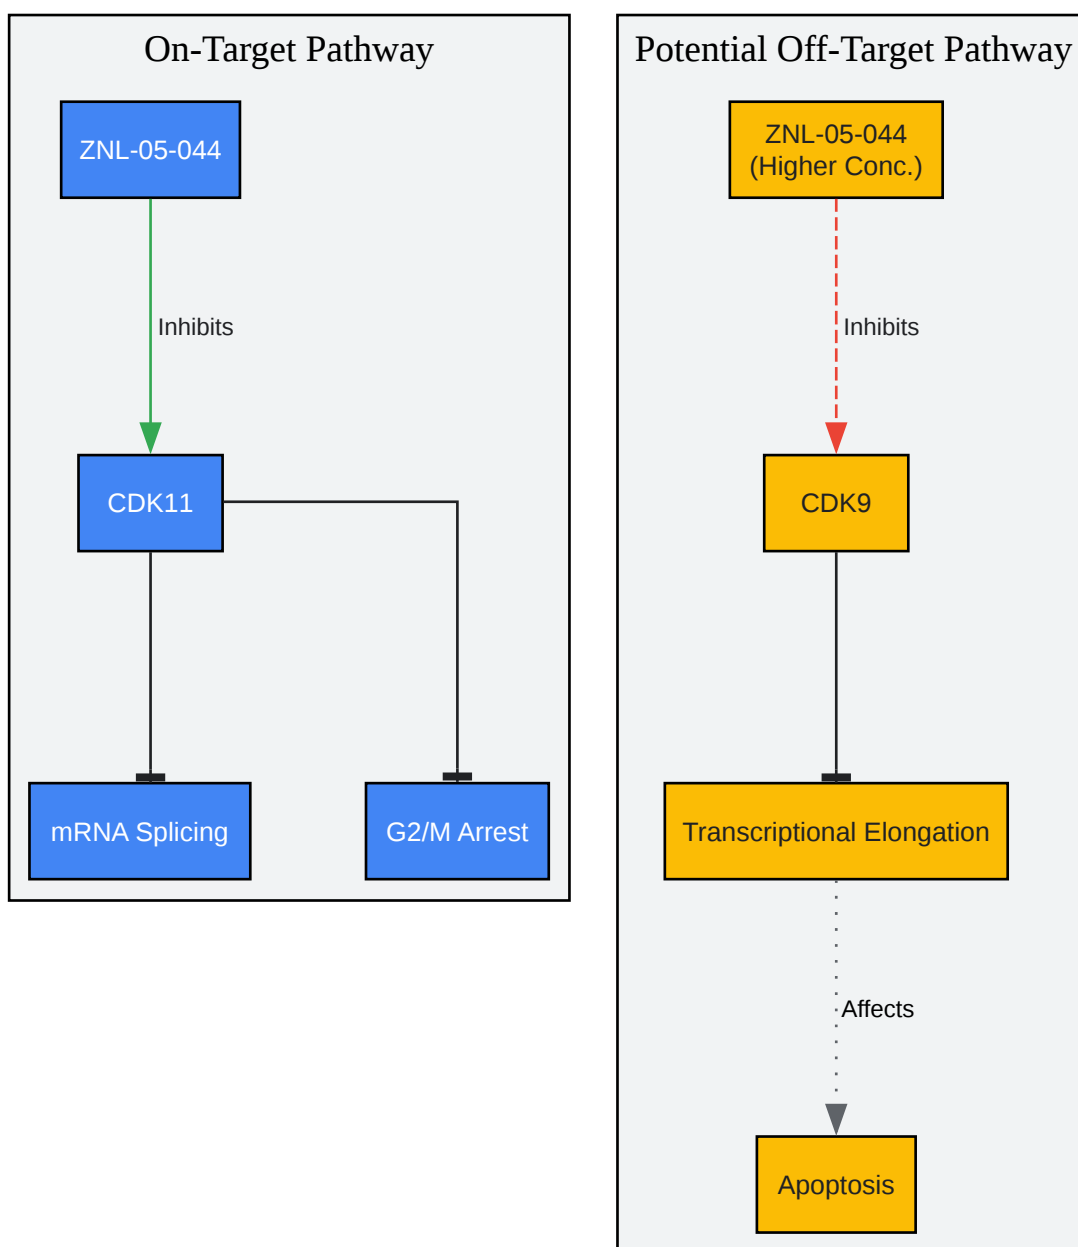 On-Target Pathway
ZNL-05-044
Inhibits
CDK11
mRNA Splicing
G2/M Arrest
Potential Off-Target Pathway
ZNL-05-044
(Higher Conc.)
Inhibits
CDK9
Transcriptional Elongation
Affects
Apoptosis